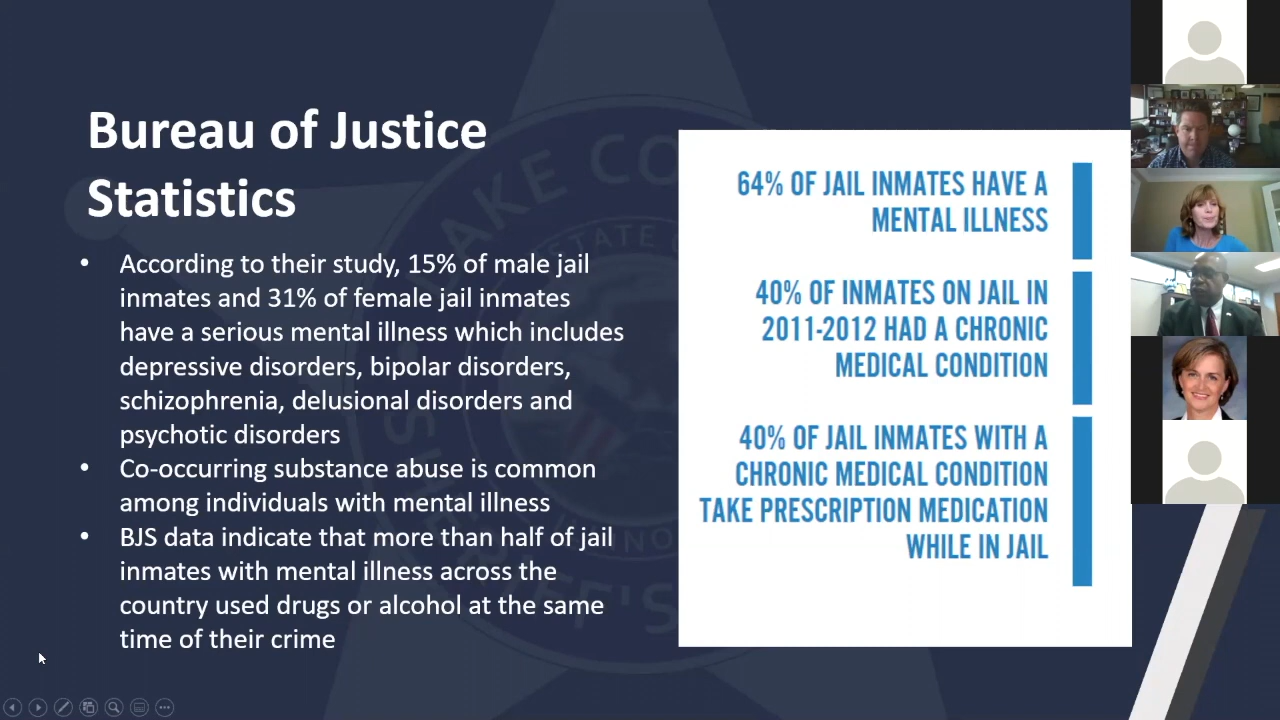 Bureau of Justice
Statistics
• According to their study, 15% of male jail
inmates and 31% of female jail inmates
have a serious mental illness which includes
depressive disorders, bipolar disorders,
schizophrenia, delusional disorders and
psychotic disorders
• Co-occurring substance abuse is common
among individuals with mental illness
• BJS data indicate that more than half of jail
inmates with mental illness across the
country used drugs or alcohol at the same
time of their crime
64% OF JAIL INMATES HAVE A
MENTAL ILLNESS
40% OF INMATES ON JAIL IN
2011-2012 HAD A CHRONIC
MEDICAL CONDITION
40% OF JAIL INMATES WITH A
CHRONIC MEDICAL CONDITION
TAKE PRESCRIPTION MEDICATION
WHILE IN JAIL